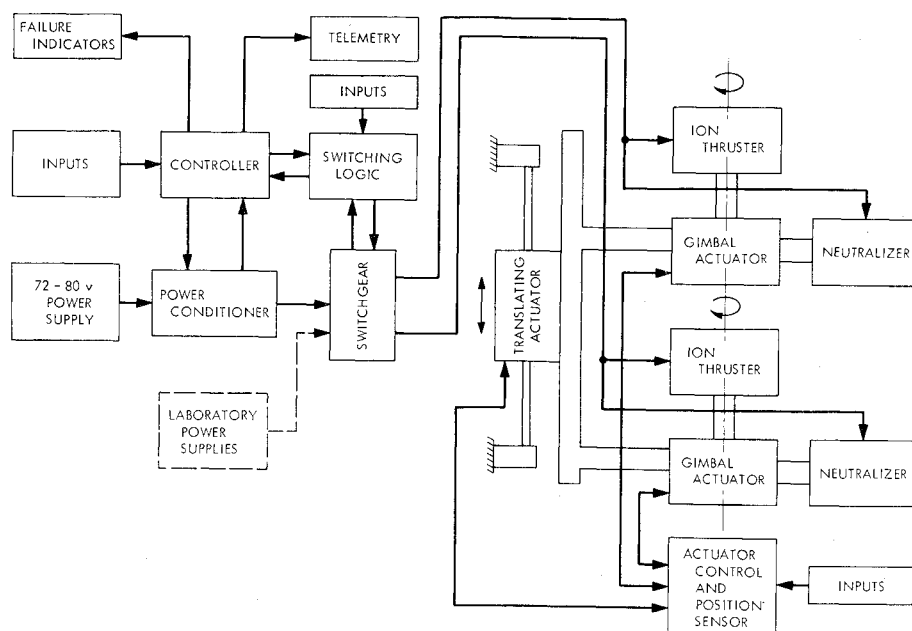 FAILURE
INDICATORS
TELEMETRY
INPUTS
INPUTS
CONTROLLER
SWITCHING
LOGIC
72 - 80 v
POWER
SUPPLY
POWER
CONDITIONER
SWITCHGEAR
LABORATORY
POWER
SUPPLIES
TRANSLATING
ACTUATOR
ION
THRUSTER
GIMBAL
ACTUATOR
NEUTRALIZER
ION
THRUSTER
GIMBAL
ACTUATOR
NEUTRALIZER
ACTUATOR
CONTROL
AND
POSITION
SENSOR
INPUTS